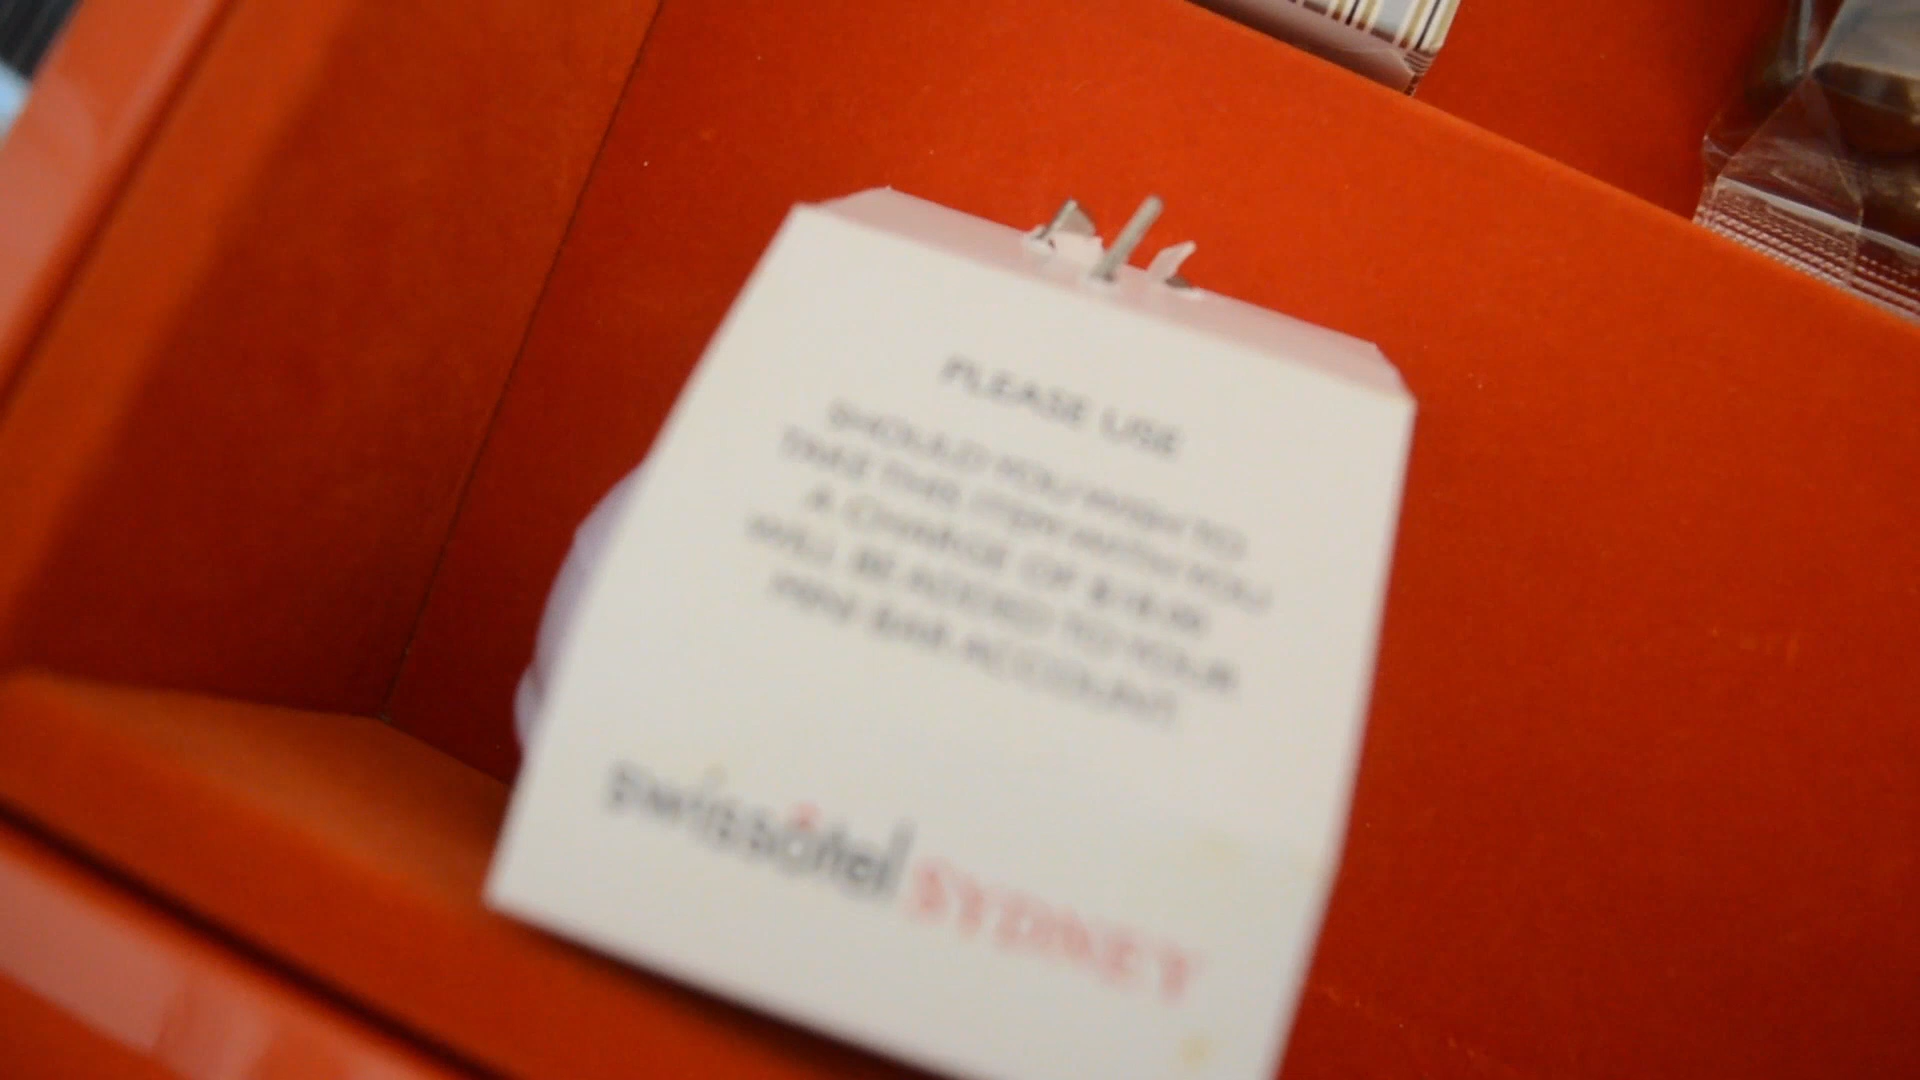 PLEASE USE
SHOULD YOU WISH TO
TAKE THIS ITEM WITH YOU
A CHARGE OF
WILL BE ADDED TO YOUR
MINI BAR ACCOUNT
swissôtel SYDNEY